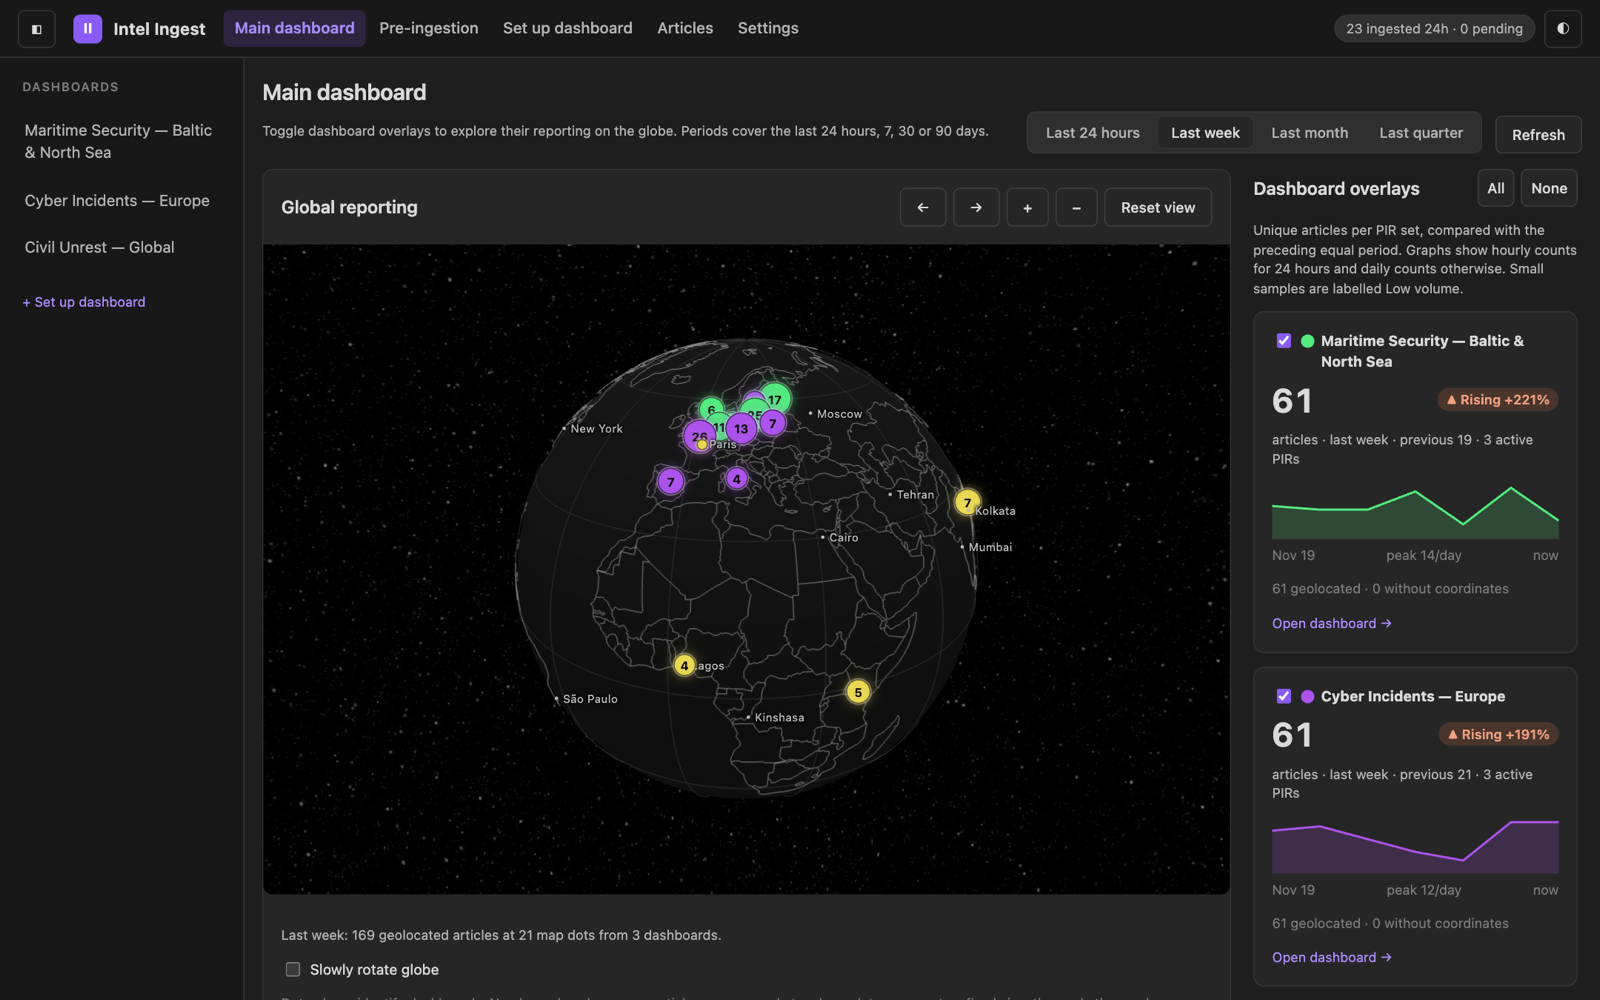 Intel Ingest
Main dashboard
Pre-ingestion
Set up dashboard
Articles
Settings
23 ingested 24h · 0 pending
DASHBOARDS
Maritime Security — Baltic
& North Sea
Cyber Incidents — Europe
Civil Unrest — Global
+ Set up dashboard
Main dashboard
Toggle dashboard overlays to explore their reporting on the globe. Periods cover the last 24 hours, 7, 30 or 90 days.
Last 24 hours
Last week
Last month
Last quarter
Refresh
Global reporting
←
→
+
−
Reset view
17
6
11
13
7
26
Paris
Moscow
New York
7
4
Tehran
7
Kolkata
Cairo
Mumbai
4
agos
5
São Paulo
Kinshasa
Last week: 169 geolocated articles at 21 map dots from 3 dashboards.
Slowly rotate globe
Dashboard overlays
All
None
Unique articles per PIR set, compared with the
preceding equal period. Graphs show hourly counts
for 24 hours and daily counts otherwise. Small
samples are labelled Low volume.
Maritime Security — Baltic &
North Sea
61
▲ Rising +221%
articles · last week · previous 19 · 3 active
PIRs
Nov 19
peak 14/day
now
61 geolocated · 0 without coordinates
Open dashboard →
Cyber Incidents — Europe
61
▲ Rising +191%
articles · last week · previous 21 · 3 active
PIRs
Nov 19
peak 12/day
now
61 geolocated · 0 without coordinates
Open dashboard →